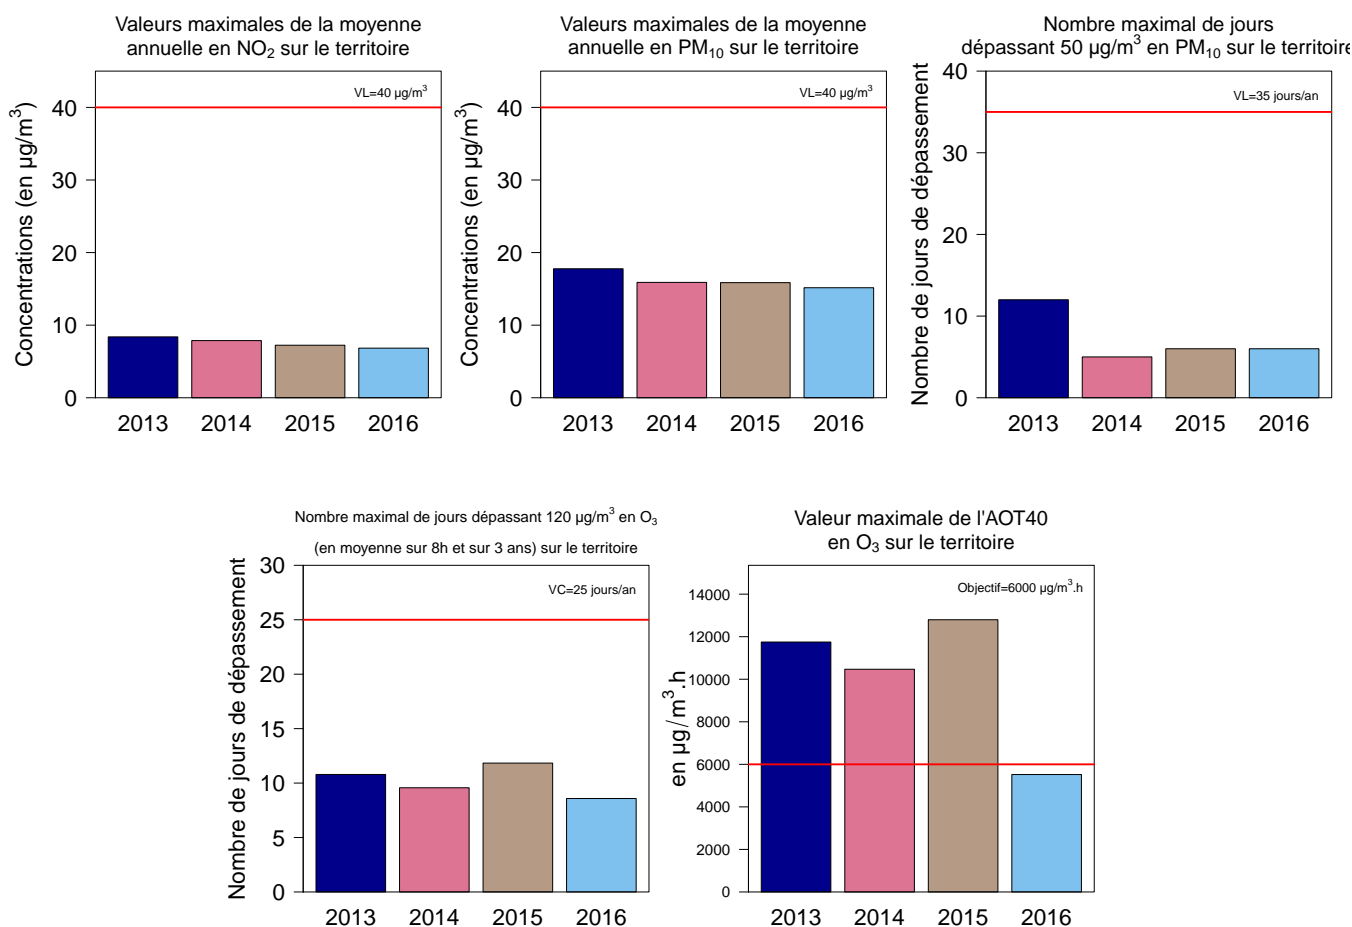 Valeurs maximales de la moyenne
annuelle en NO₂ sur le territoire
VL=40 µg/m³
Concentrations (en µg/m³)
40
30
20
10
0
2013 2014 2015 2016
Valeurs maximales de la moyenne
annuelle en PM₁₀ sur le territoire
VL=40 µg/m³
Concentrations (en µg/m³)
40
30
20
10
0
2013 2014 2015 2016
Nombre maximal de jours
dépassant 50 µg/m³ en PM₁₀ sur le territoire
VL=35 jours/an
Nombre de jours de dépassement
40
30
20
10
0
2013 2014 2015 2016
Nombre maximal de jours dépassant 120 µg/m³ en O₃
(en moyenne sur 8h et sur 3 ans) sur le territoire
VC=25 jours/an
Nombre de jours de dépassement
30
25
20
15
10
5
0
2013 2014 2015 2016
Valeur maximale de l'AOT40
en O₃ sur le territoire
Objectif=6000 µg/m³.h
en µg/m³.h
14000
12000
10000
8000
6000
4000
2000
0
2013 2014 2015 2016